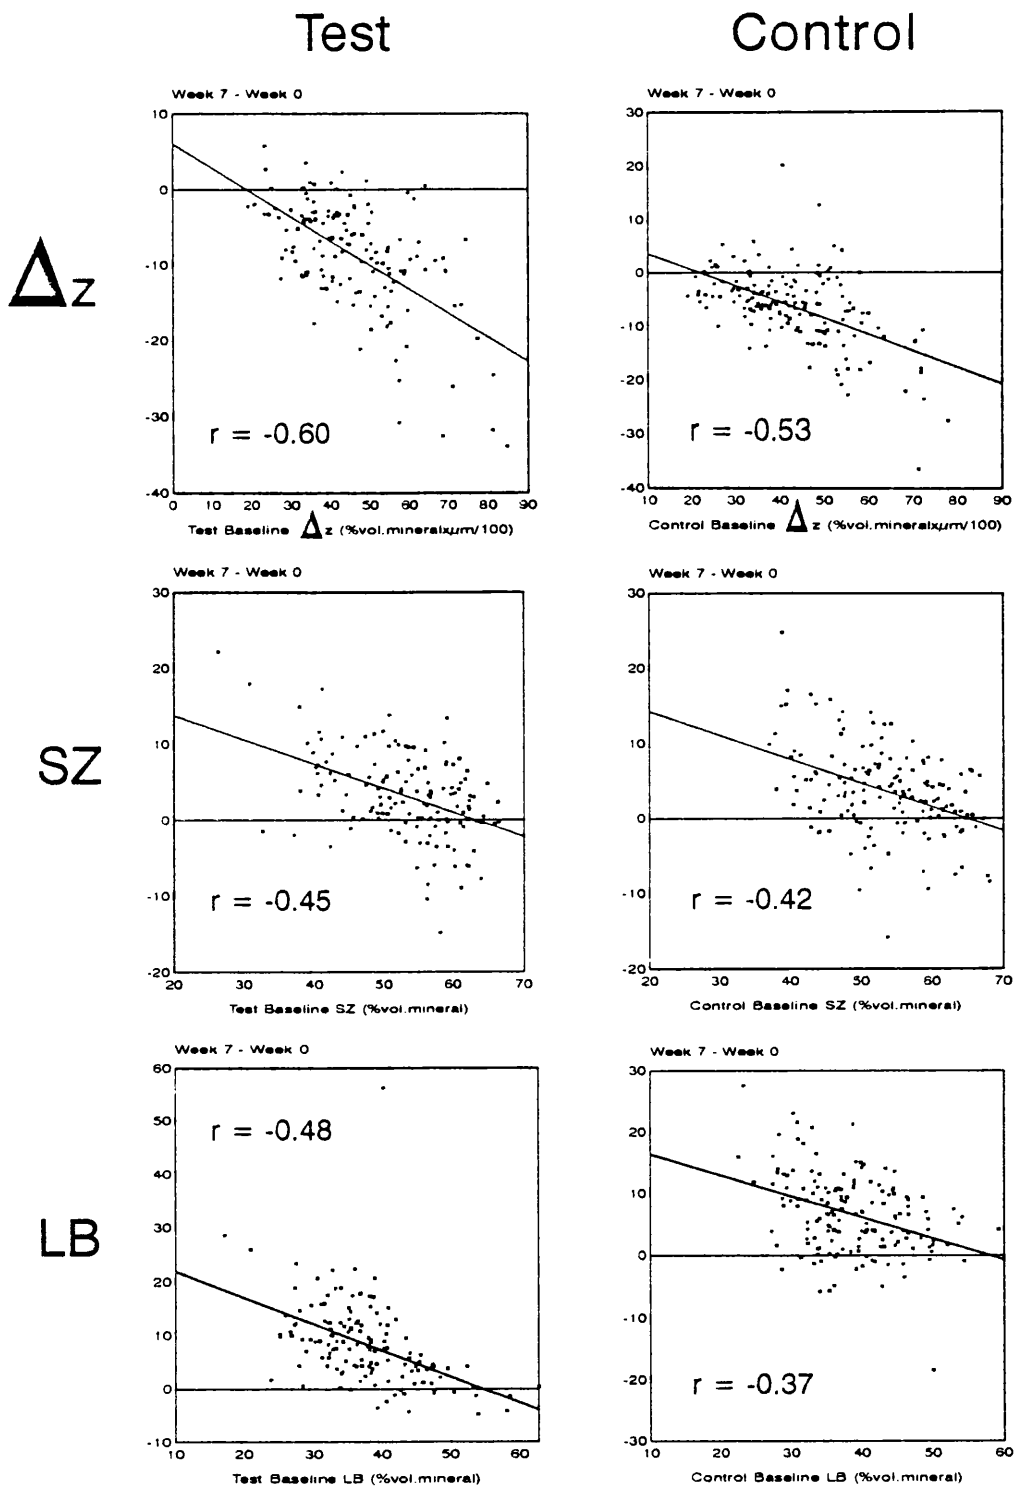 Test Control
Week 7 - Week 0
10
0
-10
-20
-30
-40
r = -0.60
0 10 20 30 40 50 60 70 80 90
Test Baseline Δz (%vol.mineralxµm/100)
Week 7 - Week 0
30
20
10
0
-10
-20
-30
-40
r = -0.53
10 20 30 40 50 60 70 80 90
Control Baseline Δz (%vol.mineralxµm/100)
Δz
Week 7 - Week 0
30
20
10
0
-10
-20
r = -0.45
20 30 40 50 60 70
Test Baseline SZ (%vol.mineral)
Week 7 - Week 0
30
20
10
0
-10
-20
r = -0.42
20 30 40 50 60 70
Control Baseline SZ (%vol.mineral)
SZ
Week 7 - Week 0
60
50
40
30
20
10
0
-10
r = -0.48
10 20 30 40 50 60
Test Baseline LB (%vol.mineral)
Week 7 - Week 0
30
20
10
0
-10
-20
-30
r = -0.37
10 20 30 40 50 60
Control Baseline LB (%vol.mineral)
LB